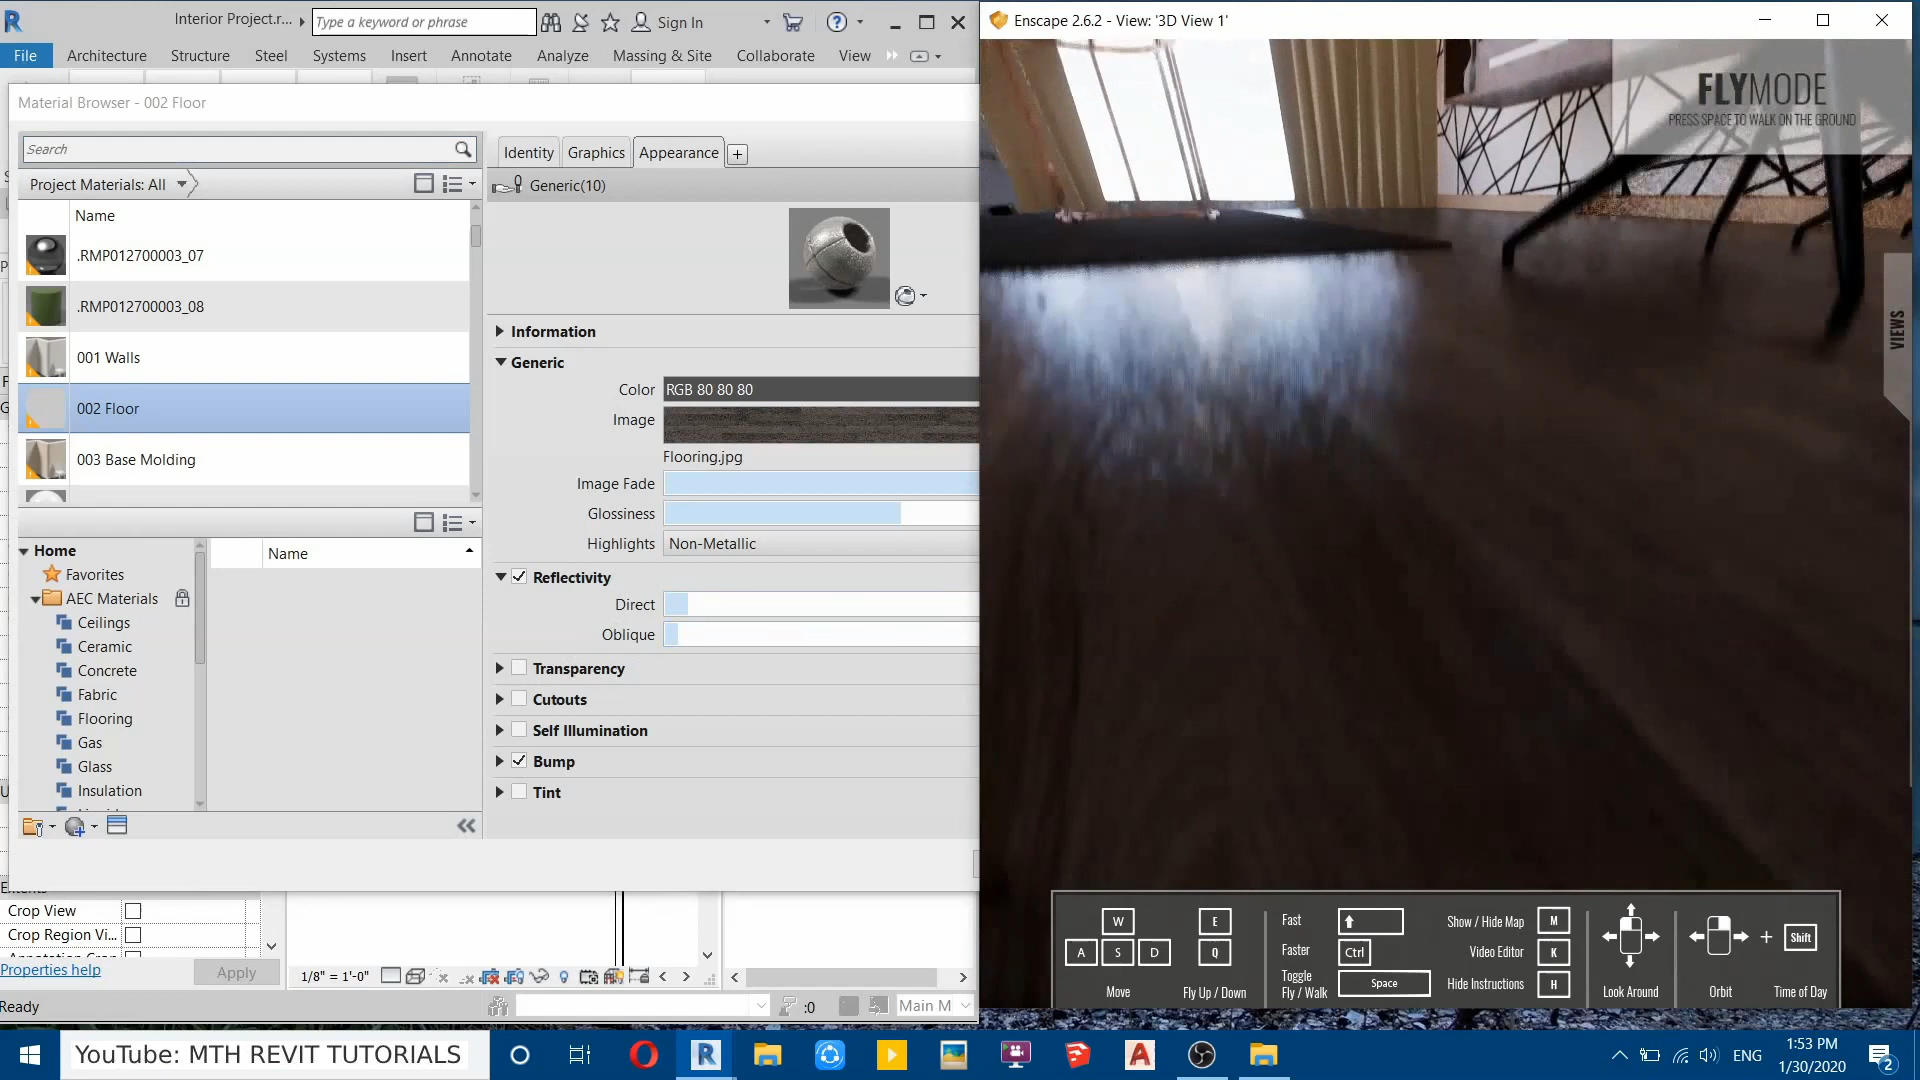 Interior Project.r...
Type a keyword or phrase
Sign In
File
Architecture
Structure
Steel
Systems
Insert
Annotate
Analyze
Massing & Site
Collaborate
View
Material Browser - 002 Floor
Search
Project Materials: All
Name
.RMP012700003_07
.RMP012700003_08
001 Walls
002 Floor
003 Base Molding
Home
Favorites
AEC Materials
Ceilings
Ceramic
Concrete
Fabric
Flooring
Gas
Glass
Insulation
Name
Identity
Graphics
Appearance
Generic(10)
Information
Generic
Color
RGB 80 80 80
Image
Flooring.jpg
Image Fade
Glossiness
Highlights
Non-Metallic
Reflectivity
Direct
Oblique
Transparency
Cutouts
Self Illumination
Bump
Tint
Crop View
Crop Region Vi...
Properties help
Apply
1/8" = 1'-0"
Ready
:0
Main M
Enscape 2.6.2 - View: '3D View 1'
FLYMODE
PRESS SPACE TO WALK ON THE GROUND
VIEWS
W
A
S
D
Move
E
Q
Fly Up / Down
Fast
Faster
Ctrl
Toggle
Fly / Walk
Space
Show / Hide Map
M
Video Editor
K
Hide Instructions
H
Look Around
Orbit
+
Shift
Time of Day
YouTube: MTH REVIT TUTORIALS
ENG
1:53 PM
1/30/2020
2